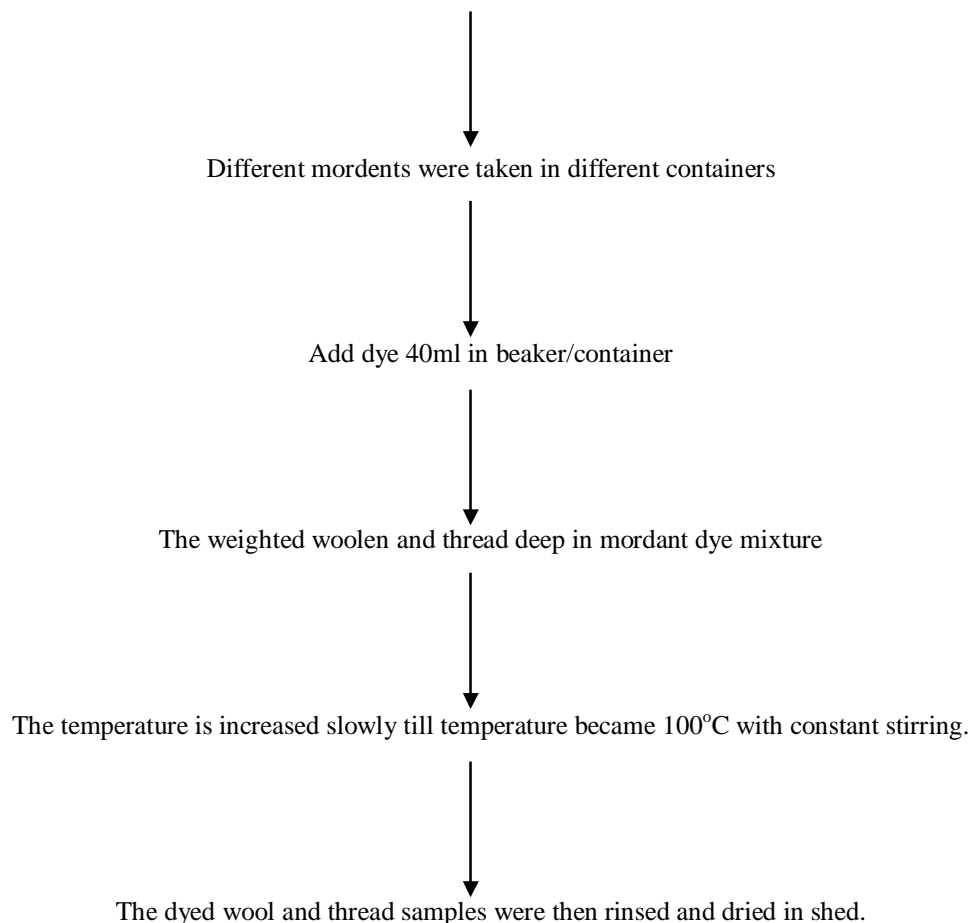 Different mordents were taken in different containers
Add dye 40ml in beaker/container
The weighted woolen and thread deep in mordant dye mixture
The temperature is increased slowly till temperature became 100°C with constant stirring.
The dyed wool and thread samples were then rinsed and dried in shed.